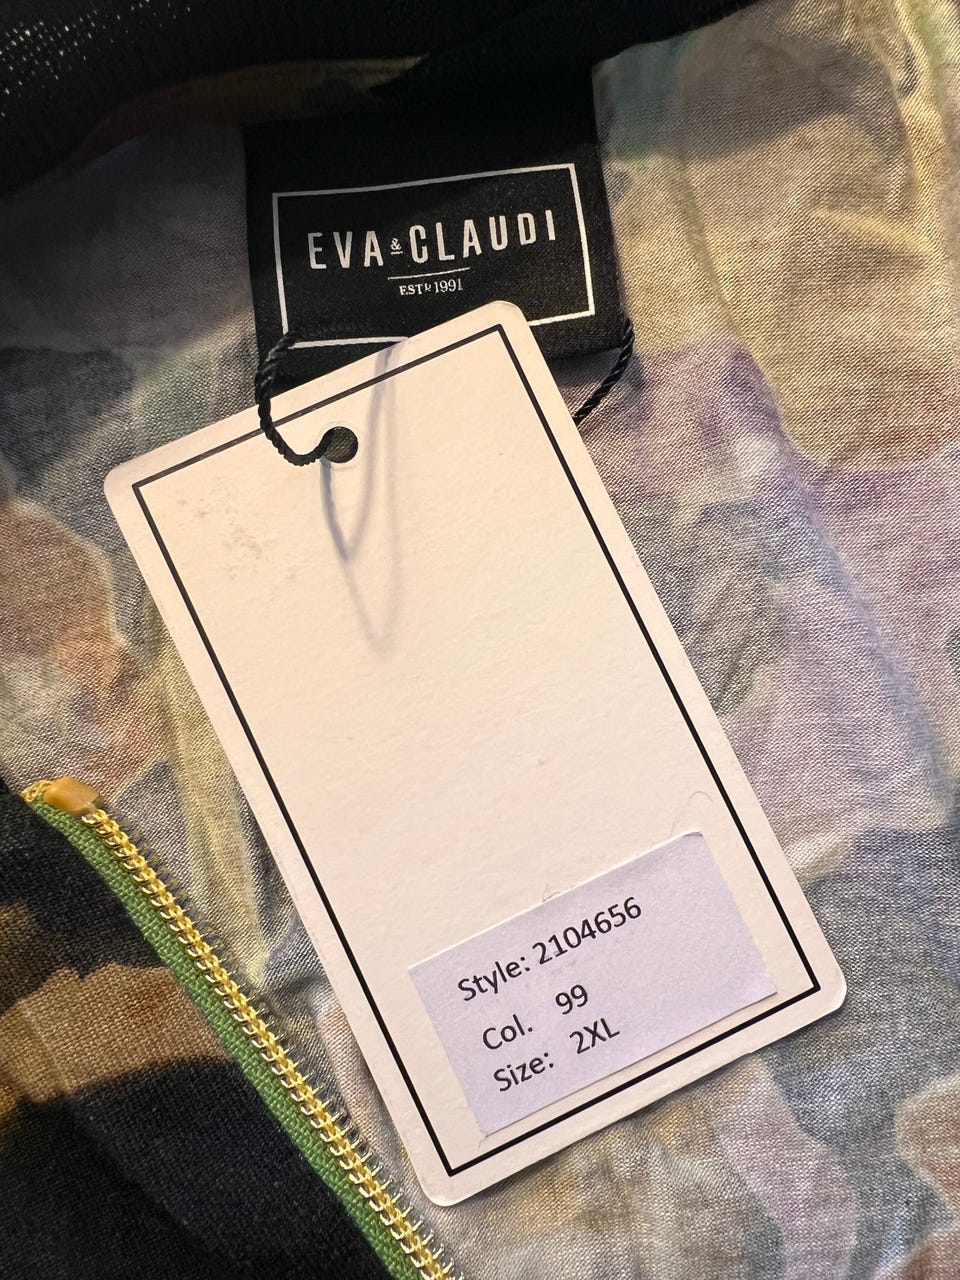 EVA & CLAUDI
ESTD 1991
Style: 2104656
Col. 99
Size: 2XL